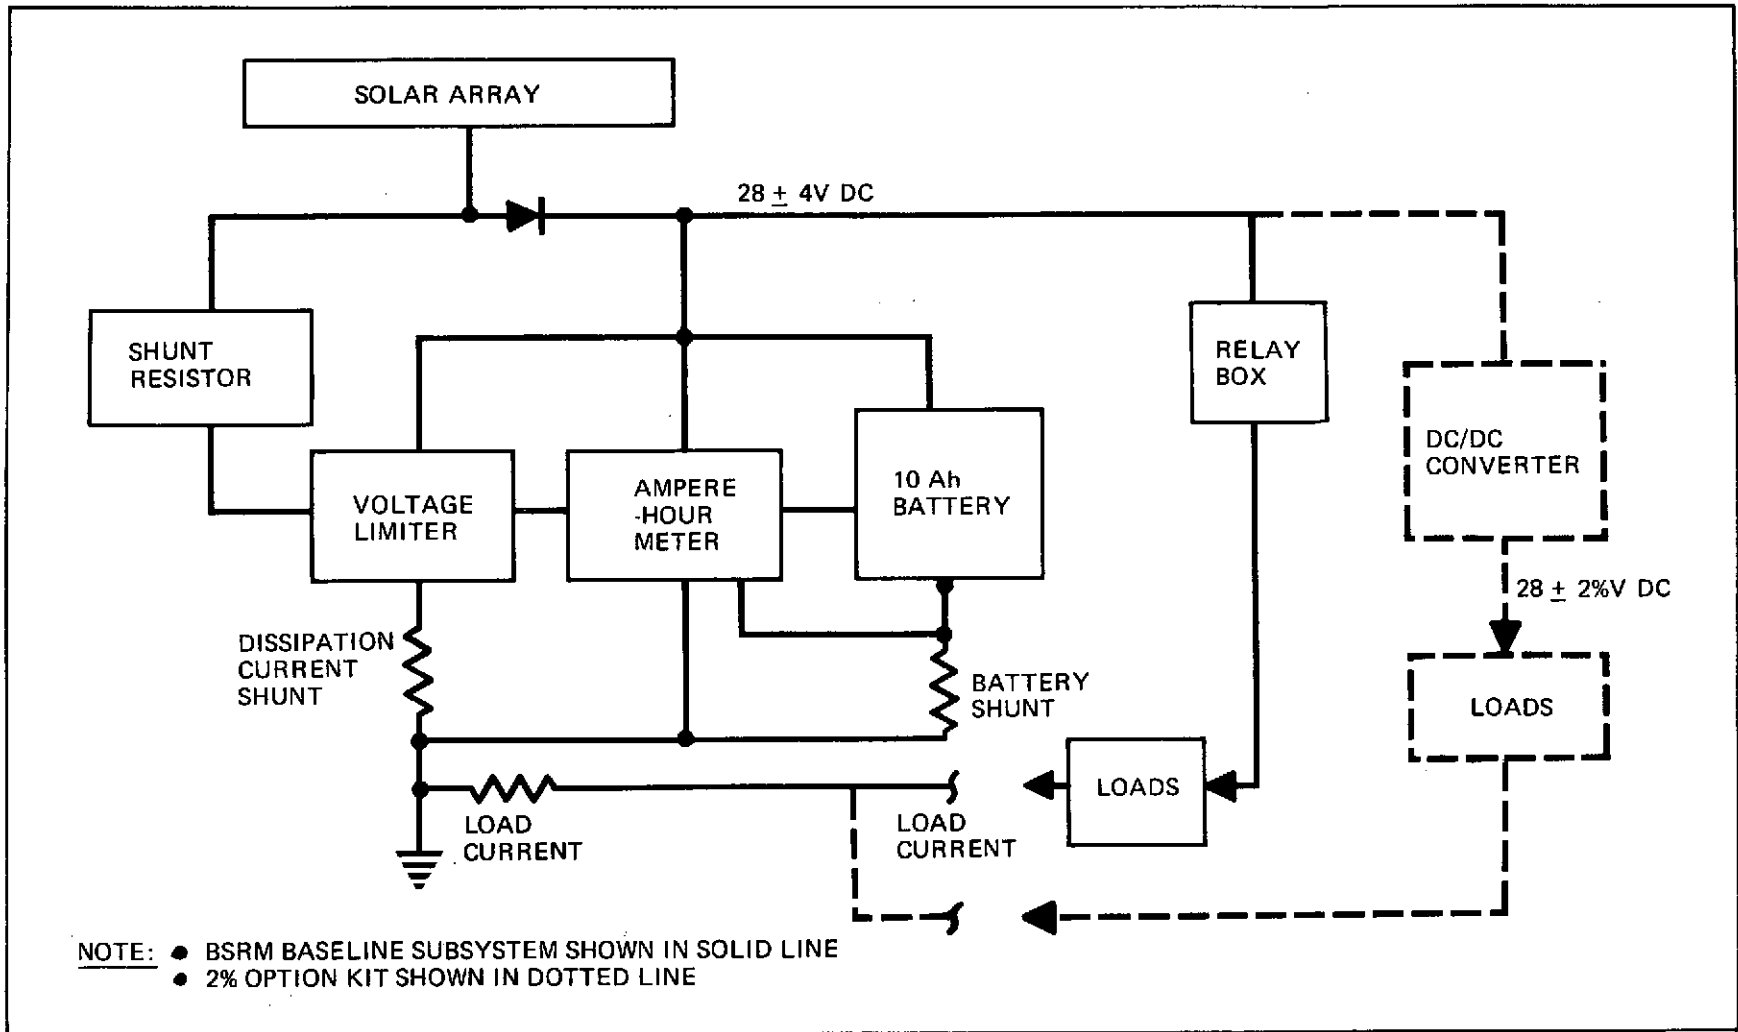 SOLAR ARRAY
28 ± 4V DC
SHUNT
RESISTOR
RELAY
BOX
VOLTAGE
LIMITER
AMPERE
-HOUR
METER
10 Ah
BATTERY
DC/DC
CONVERTER
28 ± 2%V DC
DISSIPATION
CURRENT
SHUNT
BATTERY
SHUNT
LOADS
LOADS
LOAD
CURRENT
LOAD
CURRENT
NOTE: ● BSRM BASELINE SUBSYSTEM SHOWN IN SOLID LINE
● 2% OPTION KIT SHOWN IN DOTTED LINE